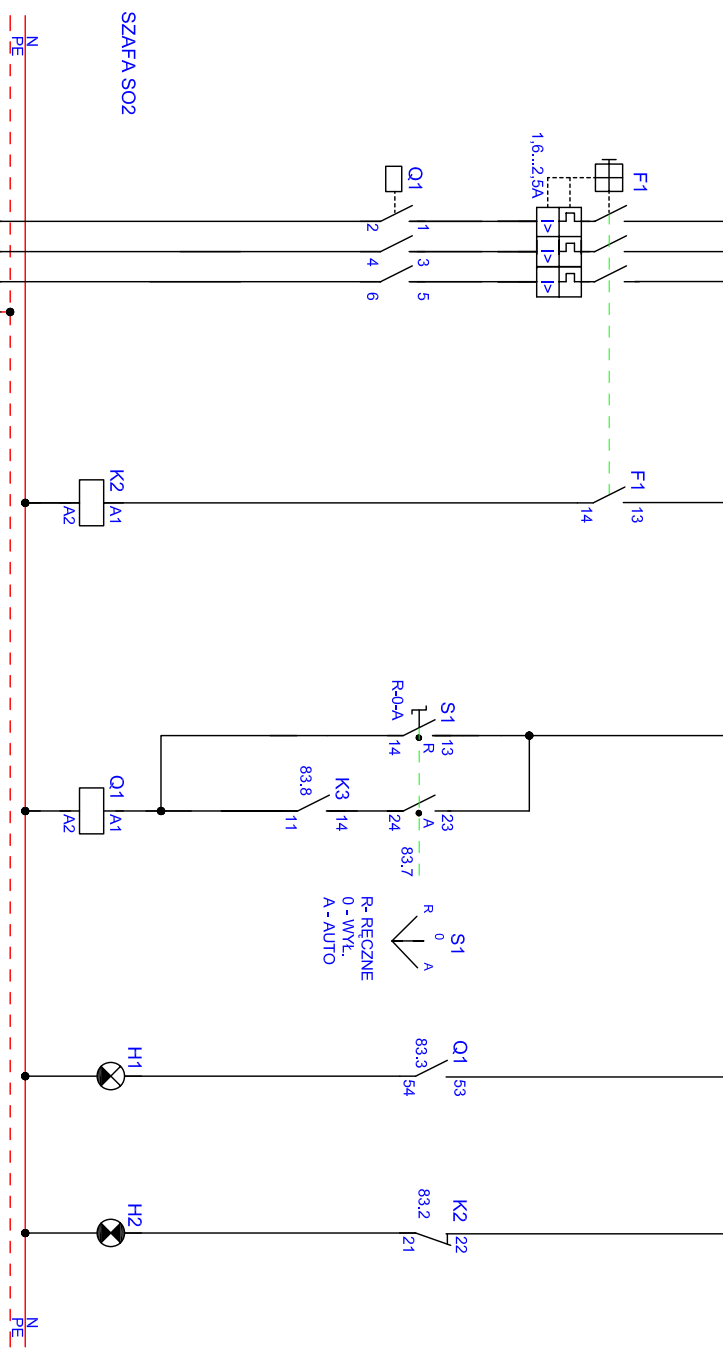 SZAFA SO2
N
PE
F1
1,6...2,5A
I>
I>
I>
Q1
1
2
3
4
5
6
F1
13
14
K2
A1
A2
S1
R-0-A
13
R
14
23
A
24
83.7
K3
83.8
14
11
Q1
A1
A2
S1
R
0
A
R- RĘCZNE
0 - WYŁ.
A - AUTO
Q1
83.3
53
54
H1
K2
83.2
22
21
H2
N
PE